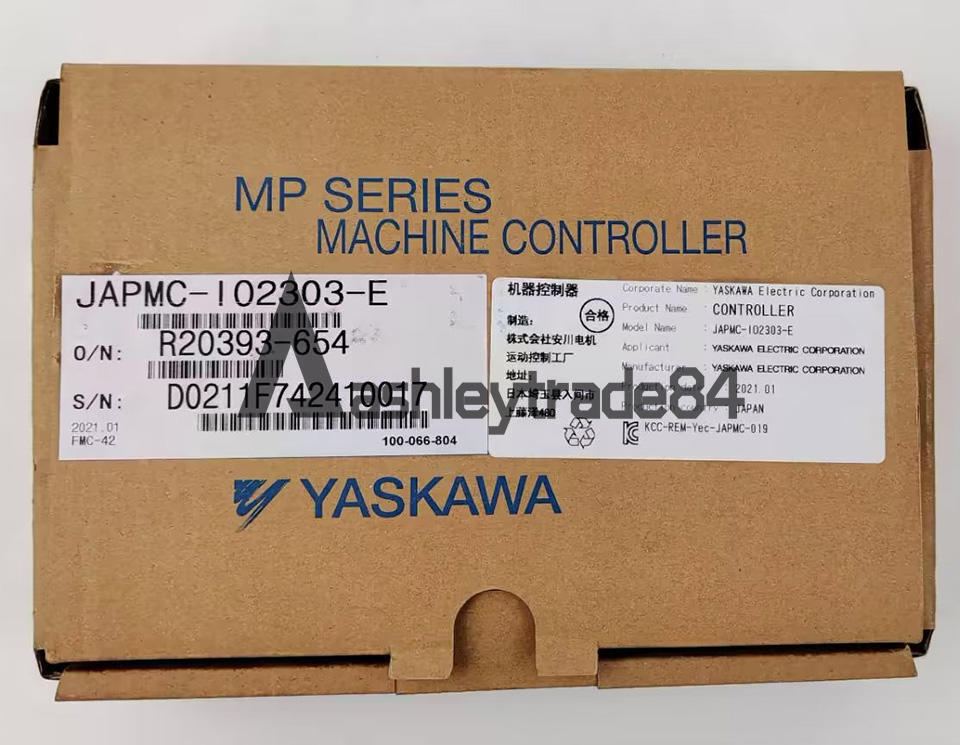 MP SERIES
MACHINE CONTROLLER
JAPMC-IO2303-E
O/N: R20393-654
S/N: D0211F742410017
2021.01
FMC-42
100-066-804
机器控制器
合格
制造:
株式会社安川电机
运动控制工厂
地址
日本埼玉县入间市
上藤泽480
Corporate Name : YASKAWA Electric Corporation
Product Name : CONTROLLER
Model Name : JAPMC-IO2303-E
Applicant : YASKAWA ELECTRIC CORPORATION
Manufacturer : YASKAWA ELECTRIC CORPORATION
Production date : 2021.01
Production country : JAPAN
KCC-REM-Yec-JAPMC-019
ashleytrade84
YASKAWA